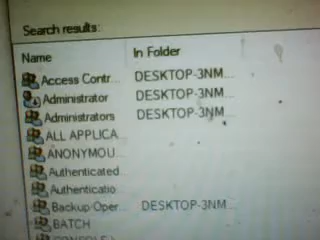 Search results:
Name In Folder
Access Contr... DESKTOP-3NM...
Administrator DESKTOP-3NM...
Administrators DESKTOP-3NM...
ALL APPLICA...
ANONYMOU...
Authenticated...
Authenticatio...
Backup Oper... DESKTOP-3NM...
BATCH